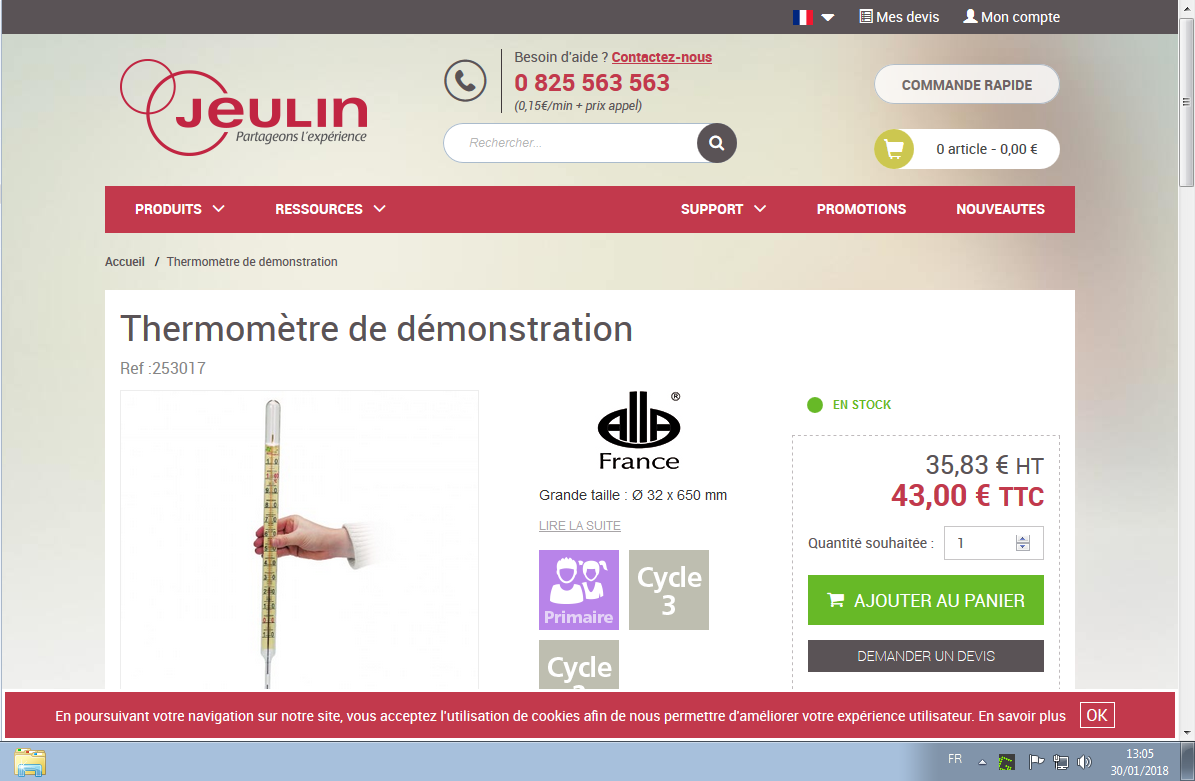 Mes devis
Mon compte
Besoin d'aide ? Contactez-nous
0 825 563 563
(0,15€/min + prix appel)
JEULIN
Partageons l'expérience
Rechercher...
COMMANDE RAPIDE
0 article - 0,00 €
PRODUITS
RESSOURCES
SUPPORT
PROMOTIONS
NOUVEAUTES
Accueil / Thermomètre de démonstration
Thermomètre de démonstration
Ref :253017
ALLA®
France
Grande taille : Ø 32 x 650 mm
LIRE LA SUITE
Primaire
Cycle
3
Cycle
EN STOCK
35,83 € HT
43,00 € TTC
Quantité souhaitée :
1
AJOUTER AU PANIER
DEMANDER UN DEVIS
En poursuivant votre navigation sur notre site, vous acceptez l'utilisation de cookies afin de nous permettre d'améliorer votre expérience utilisateur. En savoir plus
OK
FR
13:05
30/01/2018